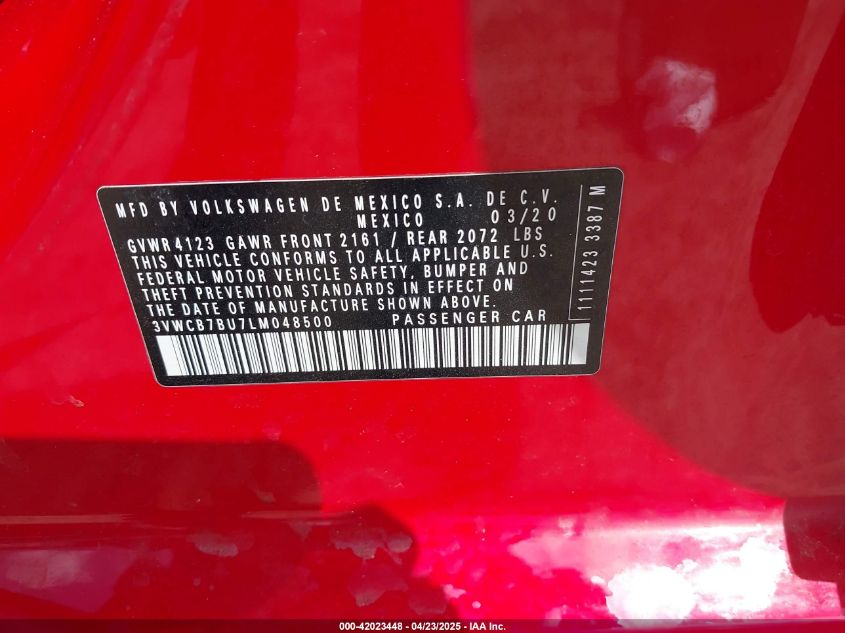 MFD BY VOLKSWAGEN DE MEXICO S.A. DE C.V.
MEXICO 03/20
GVWR 4123 GAWR FRONT 2161 / REAR 2072 LBS
THIS VEHICLE CONFORMS TO ALL APPLICABLE U.S.
FEDERAL MOTOR VEHICLE SAFETY, BUMPER AND
THEFT PREVENTION STANDARDS IN EFFECT ON
THE DATE OF MANUFACTURE SHOWN ABOVE.
3VWCB7BU7LM048500 PASSENGER CAR
1111423 3387 M
000-42023448 - 04/23/2025 - IAA Inc.